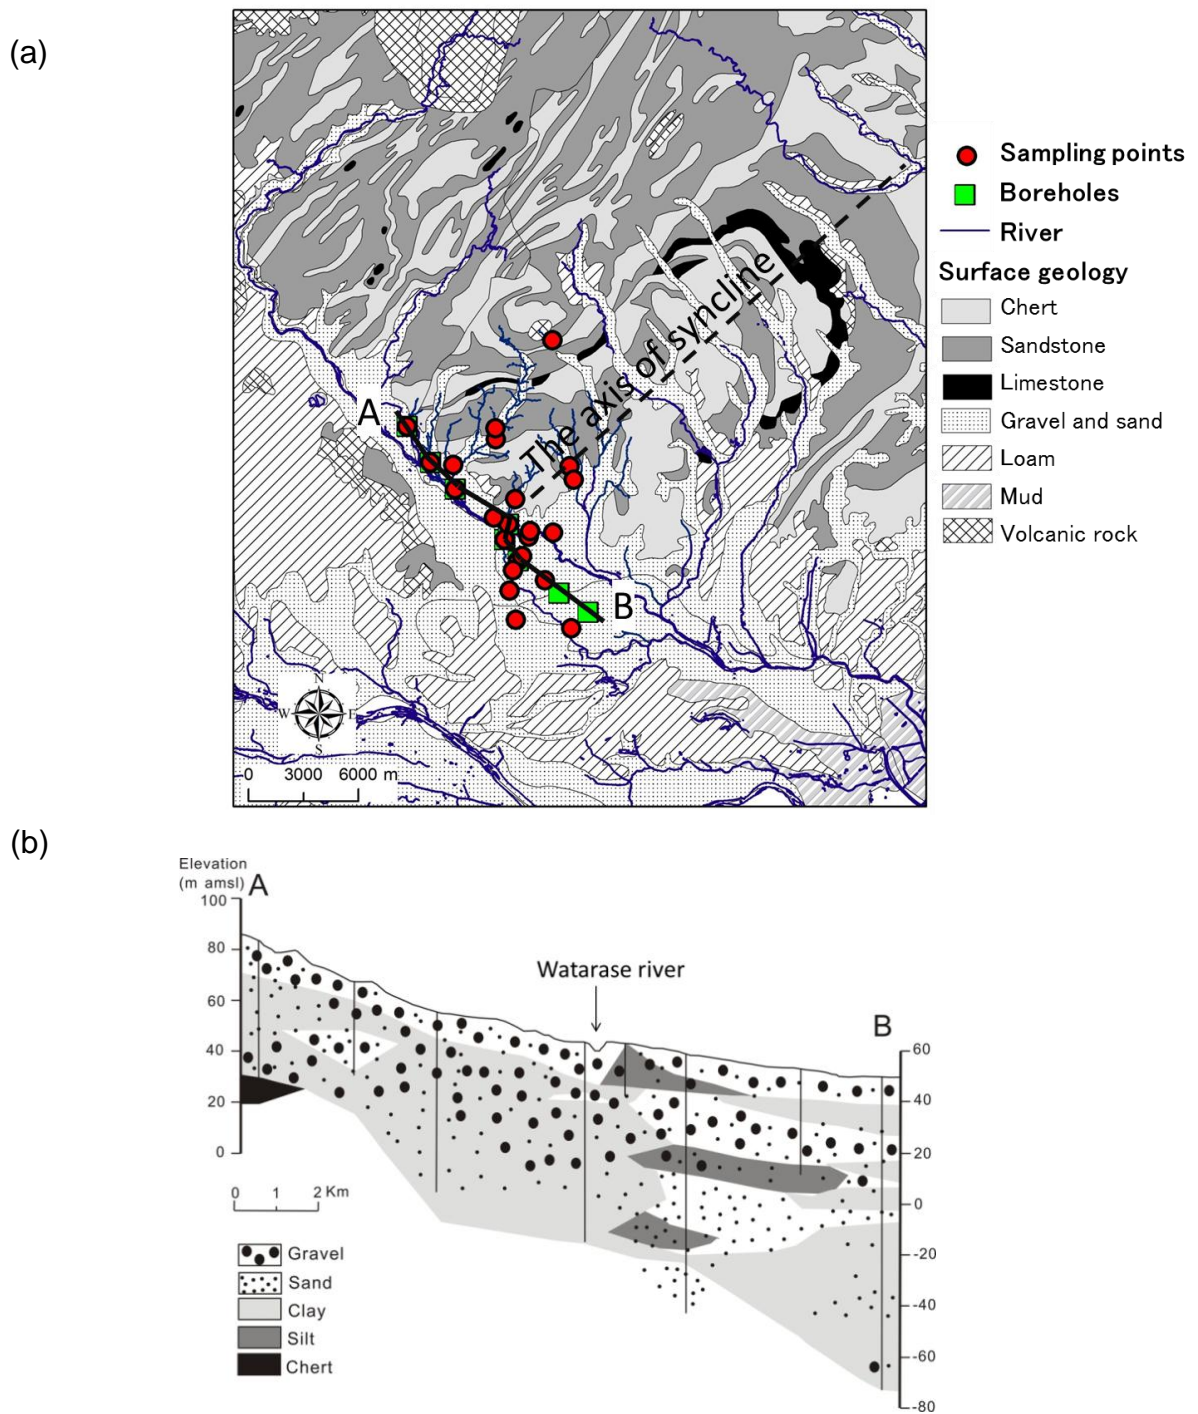 (a)
Sampling points
Boreholes
River
Surface geology
Chert
Sandstone
Limestone
Gravel and sand
Loam
Mud
Volcanic rock
The axis of syncline
A
B
N
W E
S
0 3000 6000 m
(b)
Elevation
(m amsl)
A
100
80
60
40
20
0
Watarase river
B
60
40
20
0
-20
-40
-60
-80
0 1 2 Km
Gravel
Sand
Clay
Silt
Chert